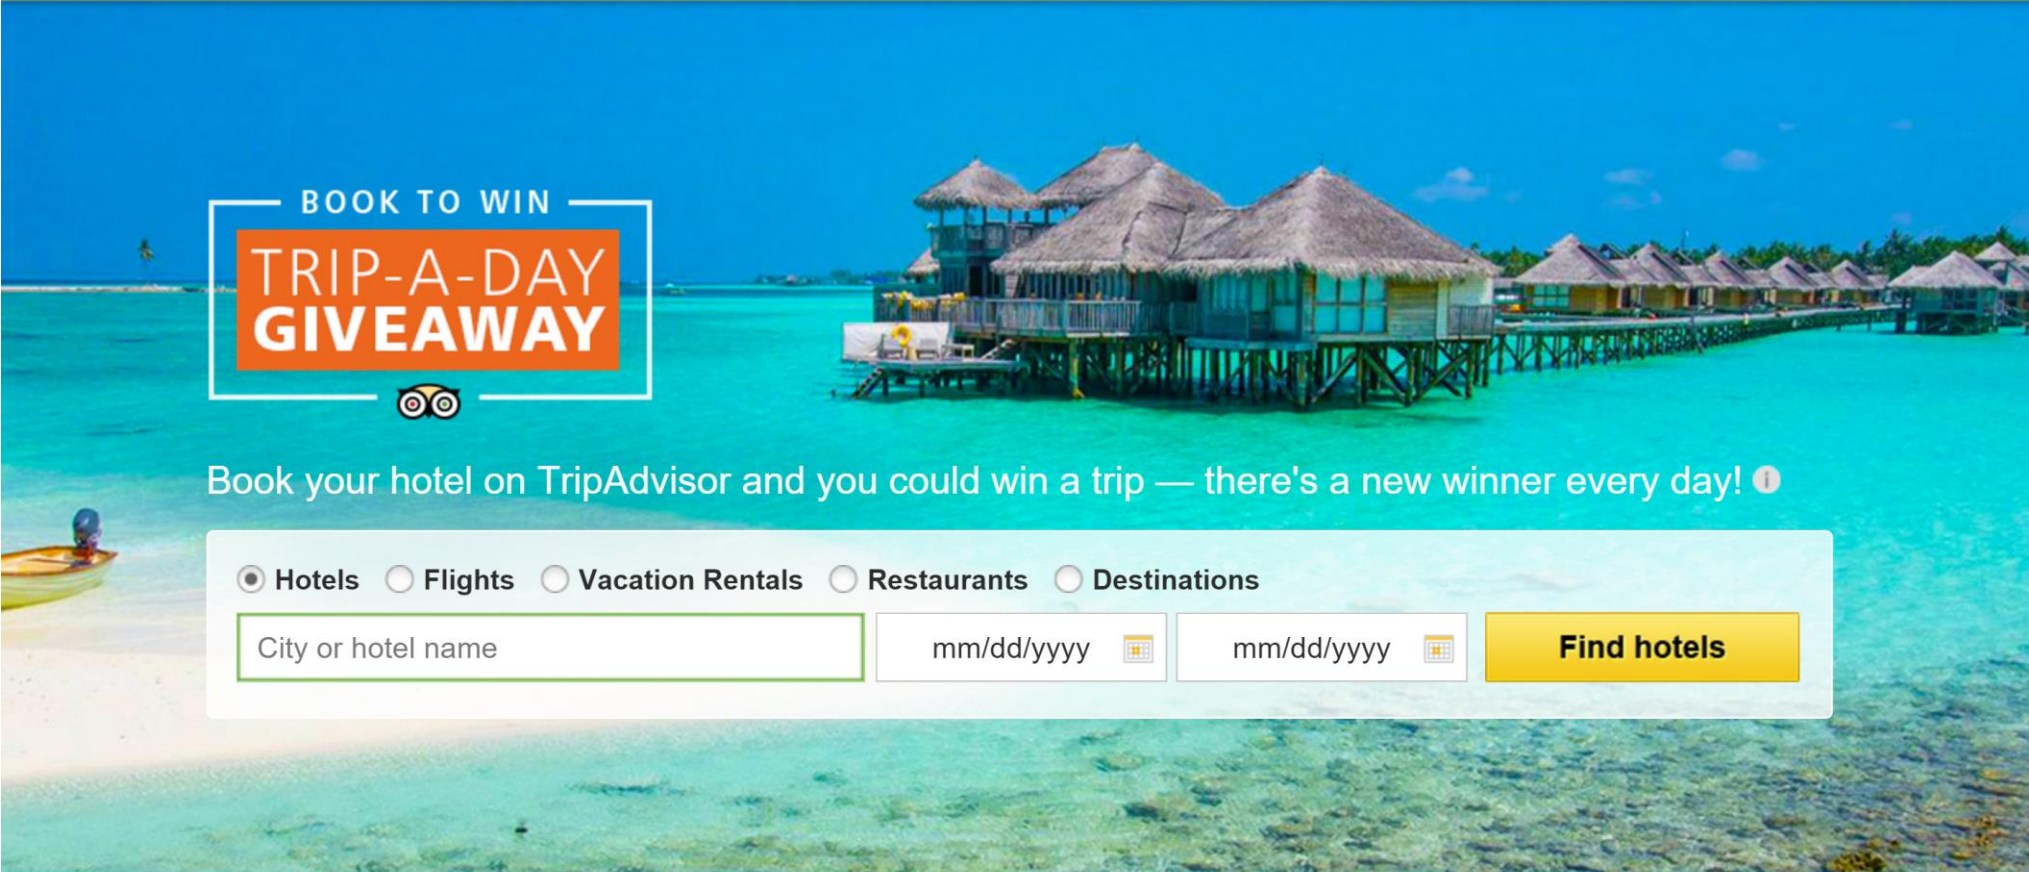 BOOK TO WIN
TRIP-A-DAY
GIVEAWAY
Book your hotel on TripAdvisor and you could win a trip — there's a new winner every day! i
Hotels Flights Vacation Rentals Restaurants Destinations
City or hotel name mm/dd/yyyy mm/dd/yyyy Find hotels